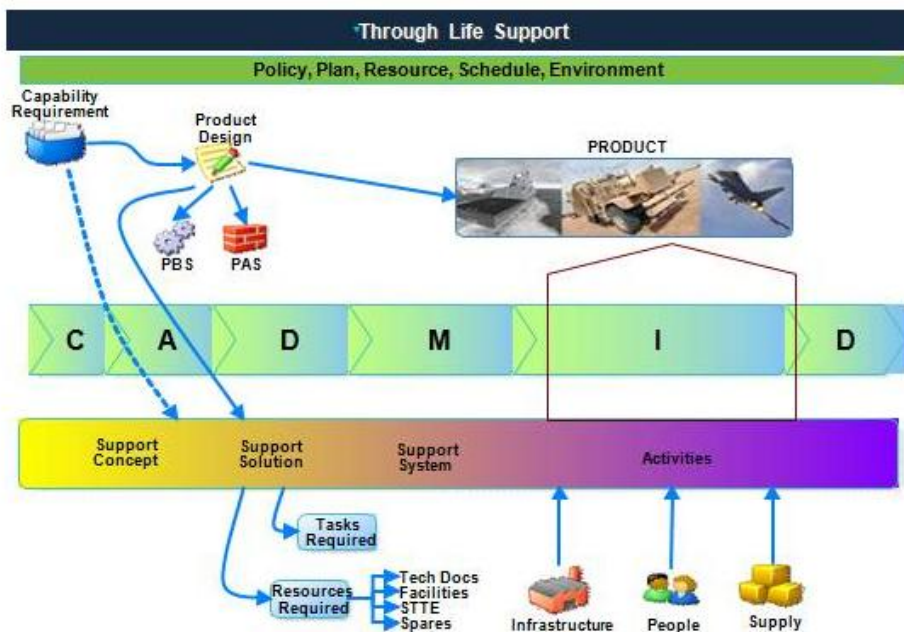 Through Life Support
Policy, Plan, Resource, Schedule, Environment
Capability
Requirement
Product
Design
PRODUCT
PBS
PAS
C
A
D
M
I
D
Support
Concept
Support
Solution
Support
System
Activities
Tasks
Required
Resources
Required
Tech Docs
Facilities
STTE
Spares
Infrastructure
People
Supply